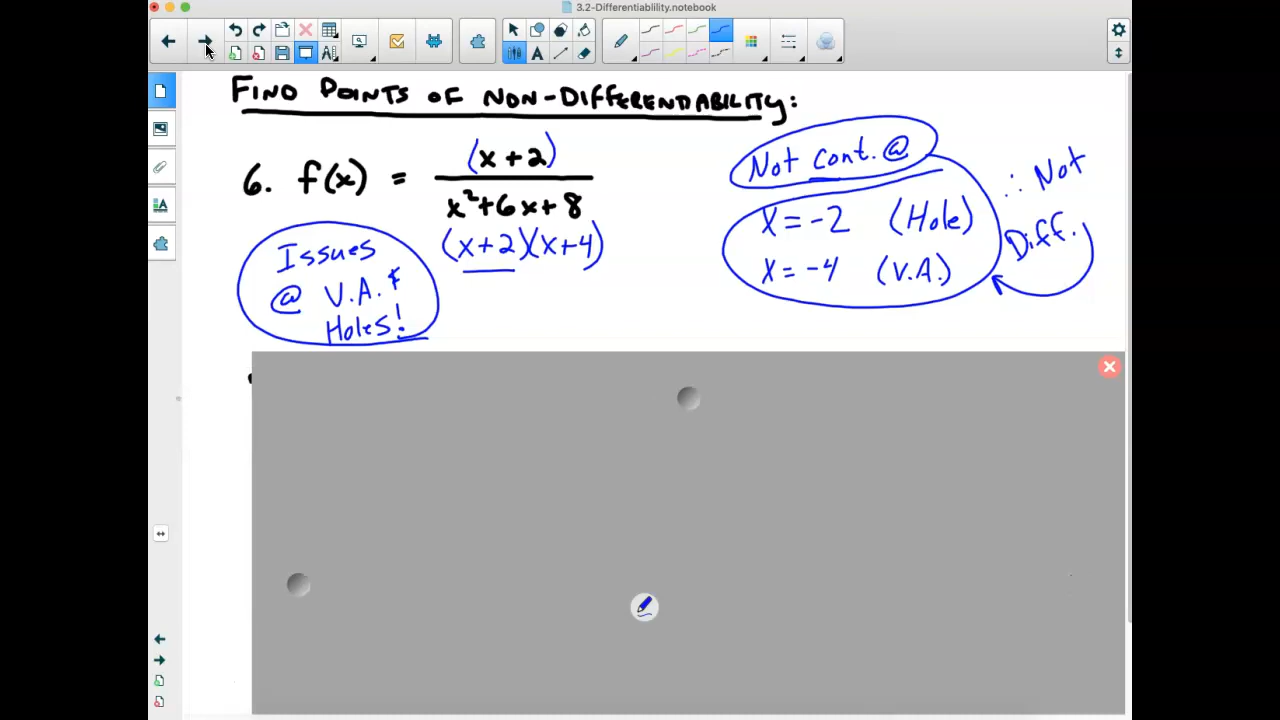 3.2-Differentiablility.notebook
FIND POINTS OF NON-DIFFERENTIABILITY:
6. f(x) = (x+2)
x²+6x+8
(x+2)(x+4)
Issues
@ V.A. &
Holes!
Not cont. @
x = -2 (Hole)
x = -4 (V.A.)
∴ Not
Diff.